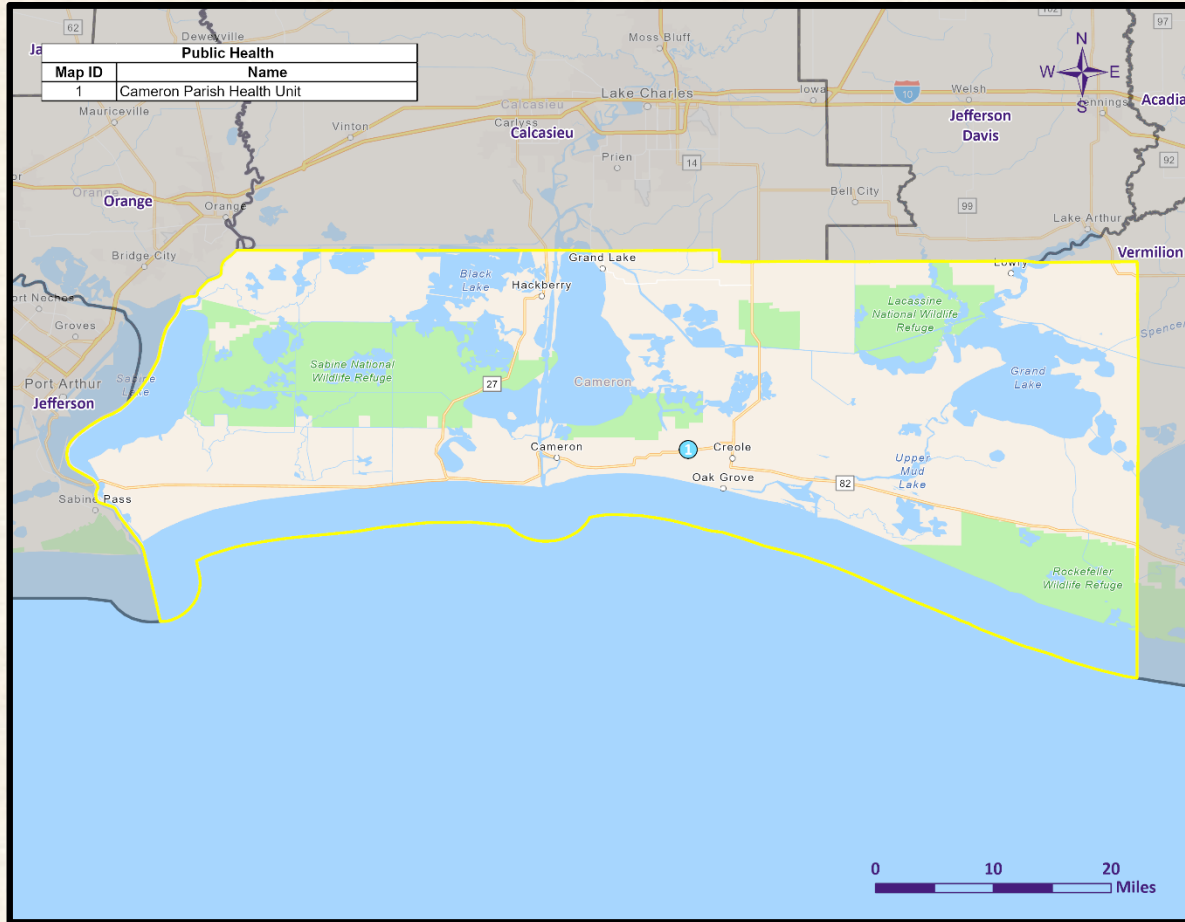 62
Deweyville
Ja
Public Health
Map ID Name
1 Cameron Parish Health Unit
Mauriceville
Moss Bluff
97
N
W E
S
Lake Charles
Iowa
10
Welsh
Jennings
Acadia
Calcasieu
Carlyss
Vinton
Calcasieu
Jefferson
Davis
Prien
14
92
Bell City
99
Orange
Orange
Orange
Lake Arthur
Bridge City
Vermilion
Grand Lake
Lowry
Black
Lake
Hackberry
ort Neches
Groves
Lacassine
National Wildlife
Refuge
Spencer
Sabine National
Wildlife Refuge
Port Arthur
Sabine
Lake
Jefferson
27
Cameron
Grand
Lake
Cameron
1
Creole
Upper
Mud
Lake
Oak Grove
82
Sabine Pass
Rockefeller
Wildlife Refuge
0 10 20
Miles